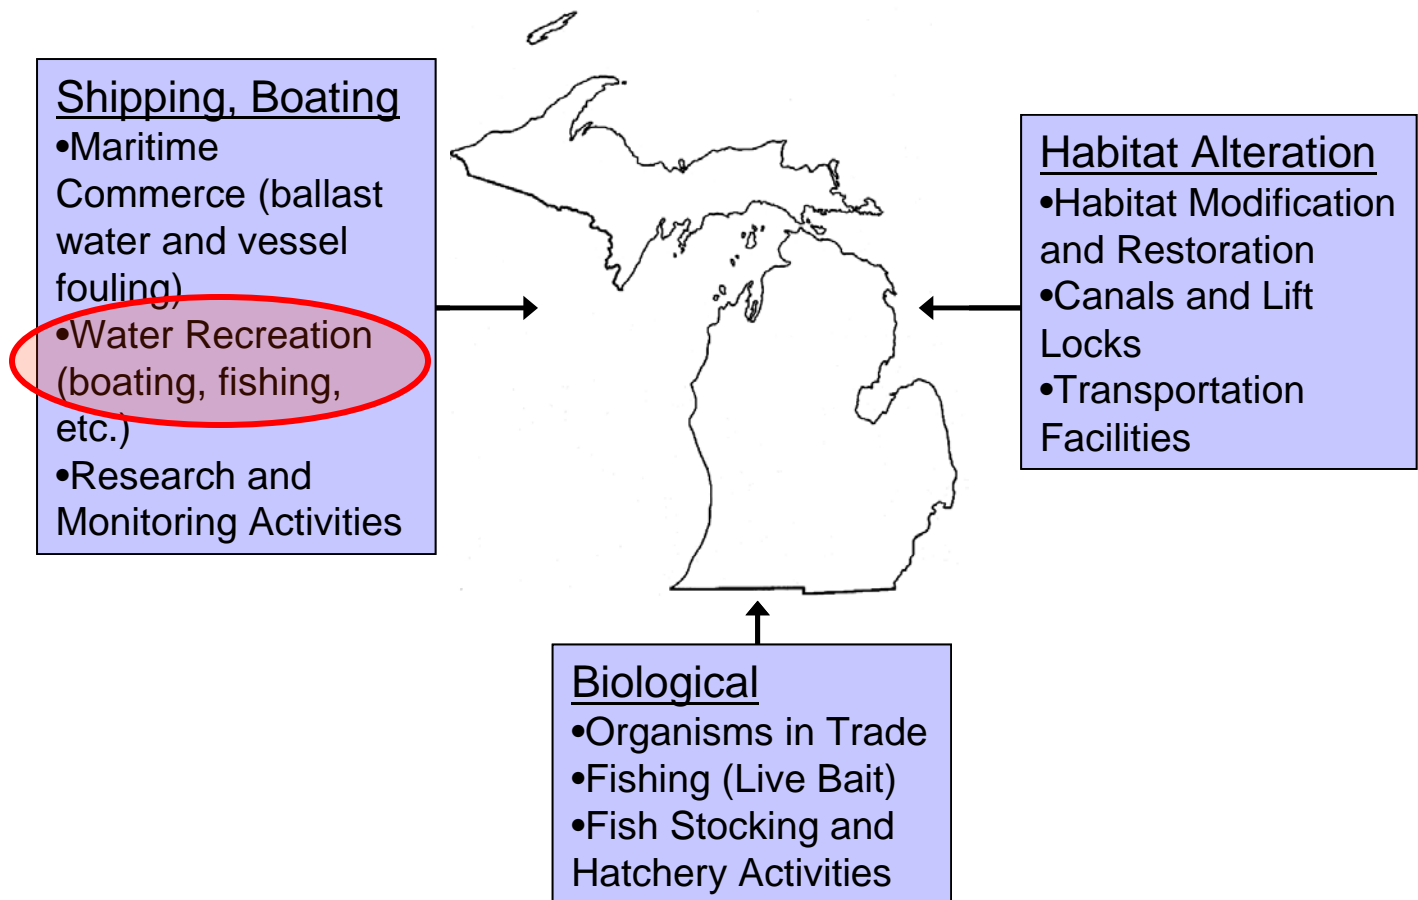 Shipping, Boating
•Maritime
Commerce (ballast
water and vessel
fouling)
•Water Recreation
(boating, fishing,
etc.)
•Research and
Monitoring Activities
Habitat Alteration
•Habitat Modification
and Restoration
•Canals and Lift
Locks
•Transportation
Facilities
Biological
•Organisms in Trade
•Fishing (Live Bait)
•Fish Stocking and
Hatchery Activities